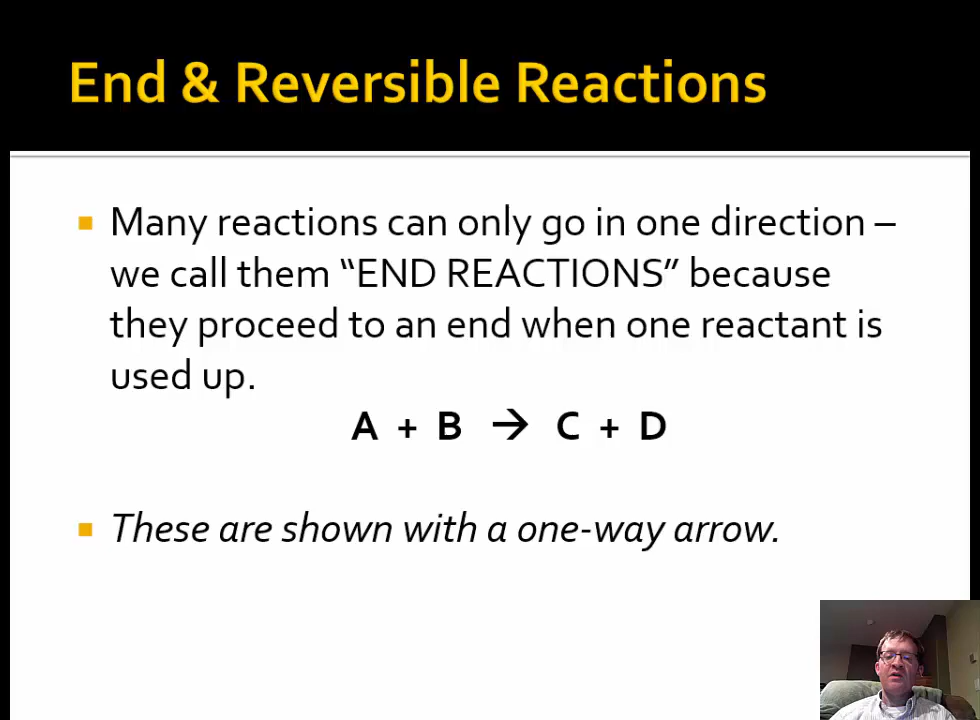 End & Reversible Reactions
Many reactions can only go in one direction –
we call them “END REACTIONS” because
they proceed to an end when one reactant is
used up.
A + B → C + D
These are shown with a one-way arrow.